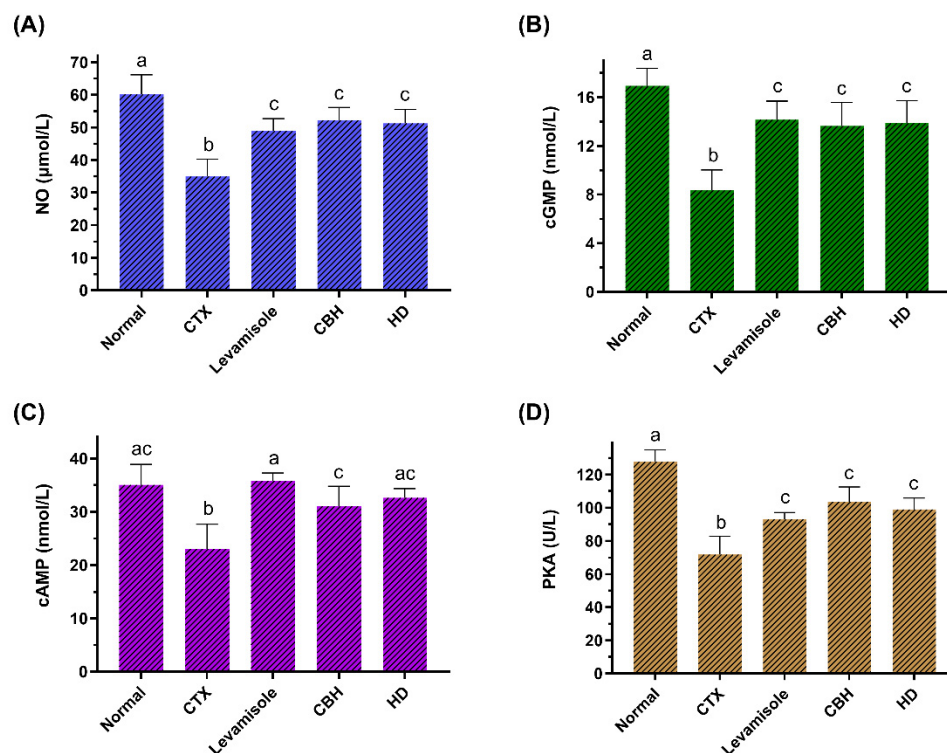 (A)
NO (µmol/L)
70
60
50
40
30
20
10
0
a
b
c
c
c
Normal
CTX
Levamisole
CBH
HD
(B)
cGMP (nmol/L)
16
12
8
4
0
a
b
c
c
c
Normal
CTX
Levamisole
CBH
HD
(C)
cAMP (nmol/L)
40
30
20
10
0
ac
b
a
c
ac
Normal
CTX
Levamisole
CBH
HD
(D)
PKA (U/L)
120
100
80
60
40
20
0
a
b
c
c
c
Normal
CTX
Levamisole
CBH
HD